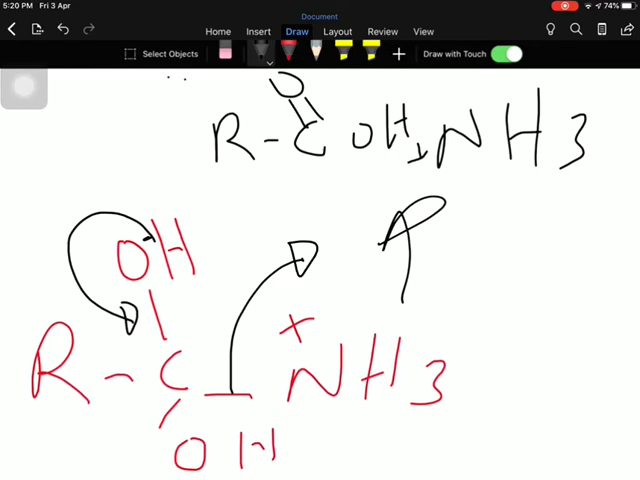 5:20 PM Fri 3 Apr
74%
Document
Home Insert Draw Layout Review View
Select Objects
Draw with Touch
O
R - C OH + NH3
OH
+
R - C - NH3
OH